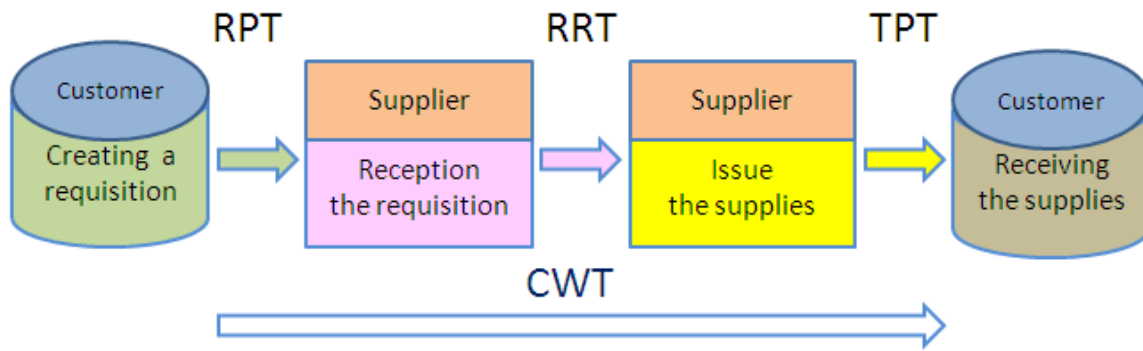 RPT
RRT
TPT
Customer
Creating a
requisition
Supplier
Reception
the requisition
Supplier
Issue
the supplies
Customer
Receiving
the supplies
CWT